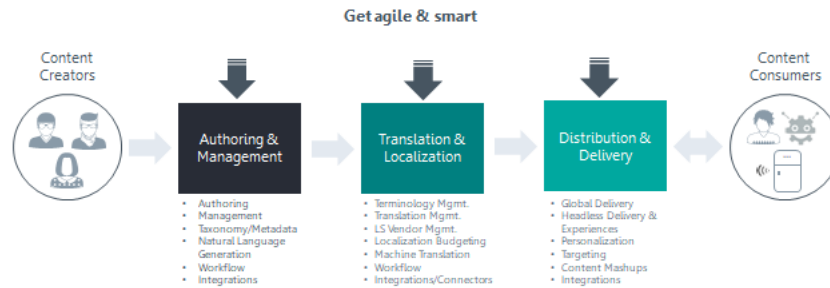 Get agile & smart
Content
Creators
Content
Consumers
Authoring &
Management
Translation &
Localization
Distribution &
Delivery
• Authoring
• Management
• Taxonomy/Metadata
• Natural Language
Generation
• Workflow
• Integrations
• Terminology Mgmt.
• Translation Mgmt.
• LS Vendor Mgmt.
• Localization Budgeting
• Machine Translation
• Workflow
• Integrations/Connectors
• Global Delivery
• Headless Delivery &
Experiences
• Personalization
• Targeting
• Content Mashups
• Integrations